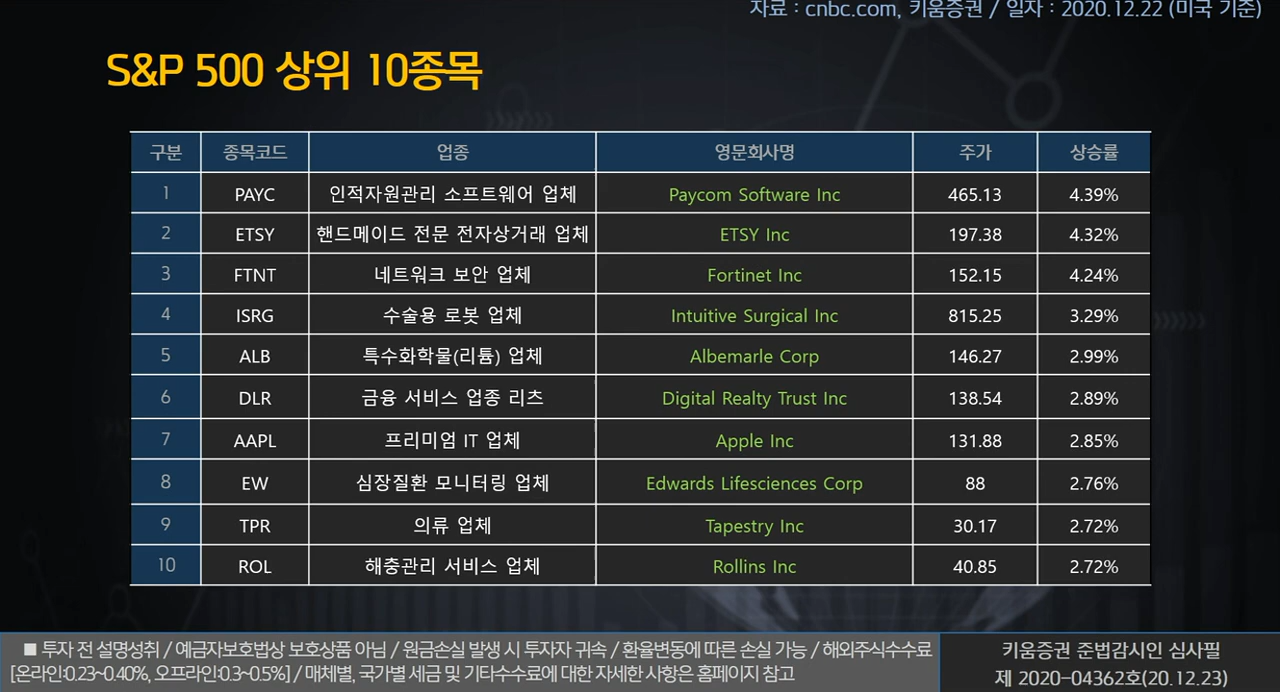 자료 : cnbc.com, 키움증권 / 일자 : 2020.12.22 (미국 기준)
S&P 500 상위 10종목
구분 종목코드 업종 영문회사명 주가 상승률
1 PAYC 인적자원관리 소프트웨어 업체 Paycom Software Inc 465.13 4.39%
2 ETSY 핸드메이드 전문 전자상거래 업체 ETSY Inc 197.38 4.32%
3 FTNT 네트워크 보안 업체 Fortinet Inc 152.15 4.24%
4 ISRG 수술용 로봇 업체 Intuitive Surgical Inc 815.25 3.29%
5 ALB 특수화학물(리튬) 업체 Albemarle Corp 146.27 2.99%
6 DLR 금융 서비스 업종 리츠 Digital Realty Trust Inc 138.54 2.89%
7 AAPL 프리미엄 IT 업체 Apple Inc 131.88 2.85%
8 EW 심장질환 모니터링 업체 Edwards Lifesciences Corp 88 2.76%
9 TPR 의류 업체 Tapestry Inc 30.17 2.72%
10 ROL 해충관리 서비스 업체 Rollins Inc 40.85 2.72%
■ 투자 전 설명성취 / 예금자보호법상 보호상품 아님 / 원금손실 발생 시 투자자 귀속 / 환율변동에 따른 손실 가능 / 해외주식수수료
[온라인:0.23~0.40%, 오프라인:0.3~0.5%] / 매체별, 국가별 세금 및 기타수수료에 대한 자세한 사항은 홈페이지 참고
키움증권 준법감시인 심사필
제 2020-04362호(20.12.23)